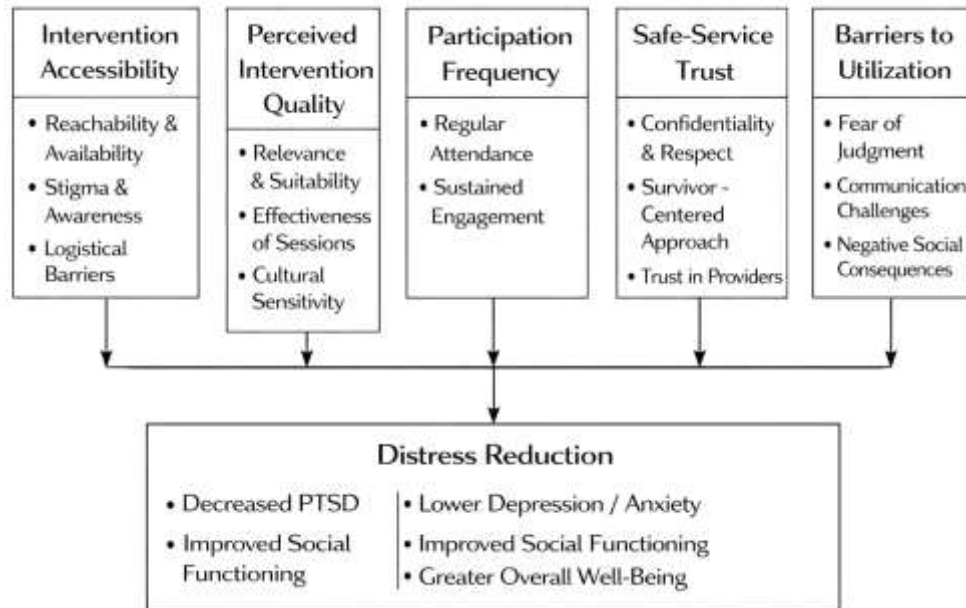 Intervention
Accessibility
• Reachability &
Availability
• Stigma &
Awareness
• Logistical
Barriers
Perceived
Intervention
Quality
• Relevance
& Suitability
• Effectiveness
of Sessions
• Cultural
Sensitivity
Participation
Frequency
• Regular
Attendance
• Sustained
Engagement
Safe-Service
Trust
• Confidentiality
& Respect
• Survivor -
Centered
Approach
• Trust in Providers
Barriers to
Utilization
• Fear of
Judgment
• Communication
Challenges
• Negative Social
Consequences
Distress Reduction
• Decreased PTSD
• Improved Social
Functioning
• Lower Depression / Anxiety
• Improved Social Functioning
• Greater Overall Well-Being